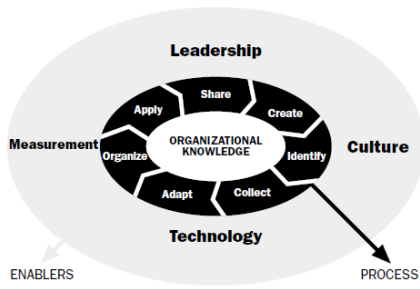 Leadership
Share
Apply
Create
Measurement
Organize
ORGANIZATIONAL
KNOWLEDGE
Identify
Culture
Adapt
Collect
Technology
ENABLERS
PROCESS